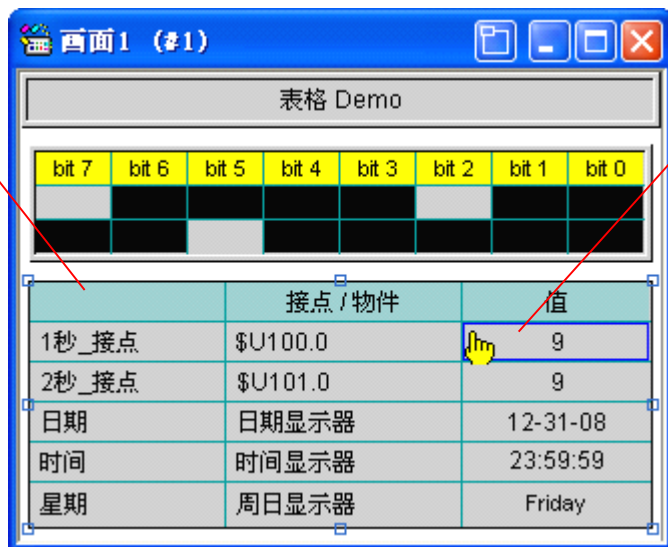 画面1 (#1)
表格 Demo
bit 7 bit 6 bit 5 bit 4 bit 3 bit 2 bit 1 bit 0
接点 / 物件 值
1秒_接点 $U100.0 9
2秒_接点 $U101.0 9
日期 日期显示器 12-31-08
时间 时间显示器 23:59:59
星期 周日显示器 Friday